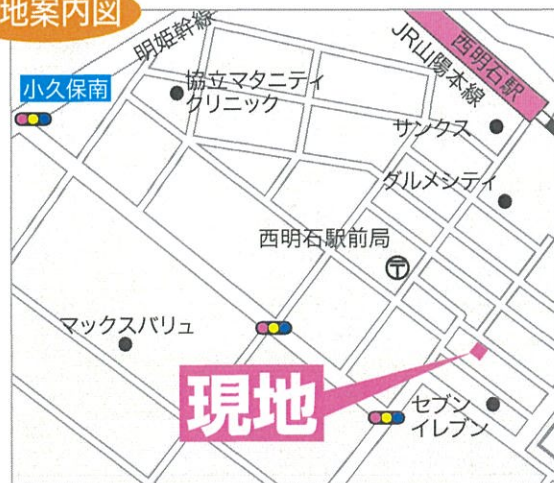 地案内図
明姫幹線
JR山陽本線
西明石駅
小久保南
協立マタニティ
クリニック
サンクス
グルメシティ
西明石駅前局
〒
マックスバリュ
現地
セブン
イレブン